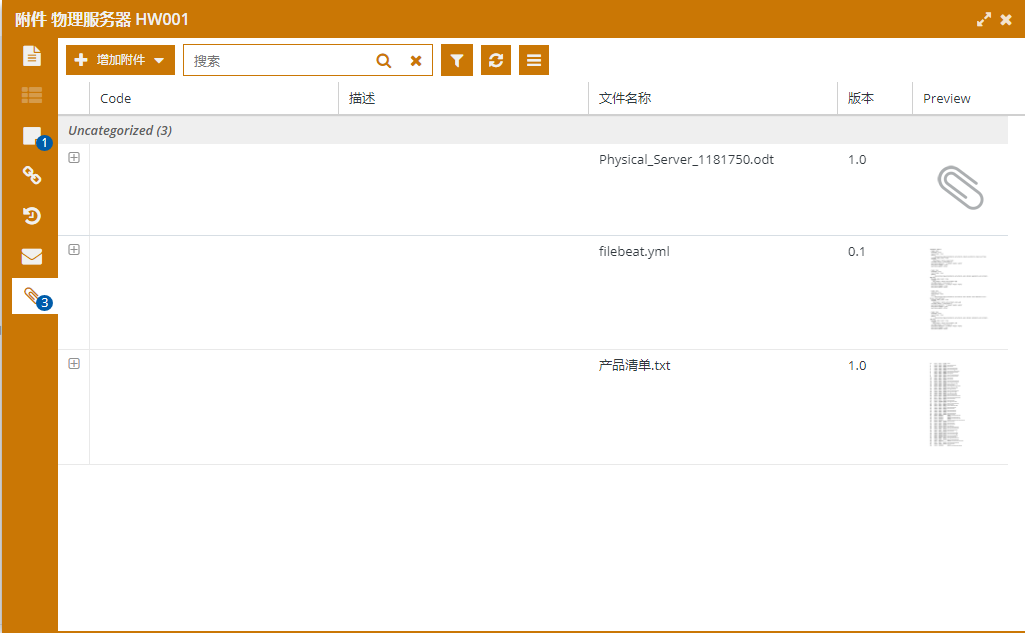 附件 物理服务器 HW001
增加附件
搜索
Code 描述 文件名称 版本 Preview
Uncategorized (3)
Physical_Server_1181750.odt 1.0
1
filebeat.yml 0.1
3
产品清单.txt 1.0